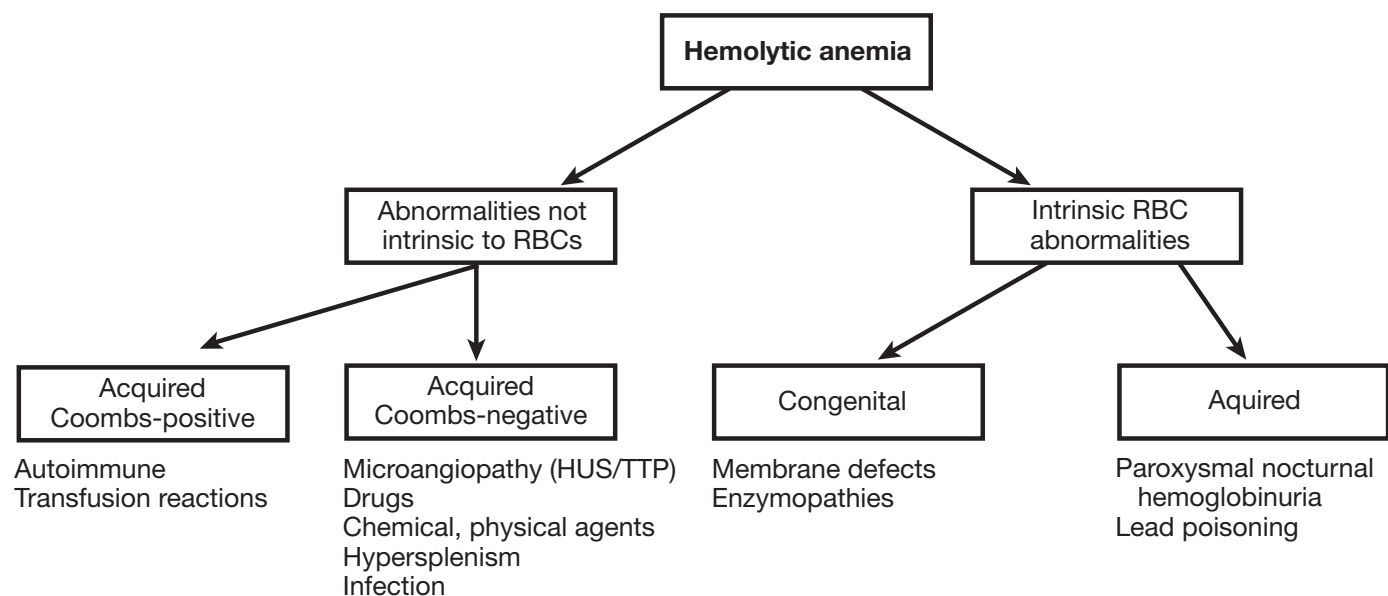 Hemolytic anemia
Abnormalities not
intrinsic to RBCs
Intrinsic RBC
abnormalities
Acquired
Coombs-positive
Autoimmune
Transfusion reactions
Acquired
Coombs-negative
Microangiopathy (HUS/TTP)
Drugs
Chemical, physical agents
Hypersplenism
Infection
Congenital
Membrane defects
Enzymopathies
Aquired
Paroxysmal nocturnal
hemoglobinuria
Lead poisoning